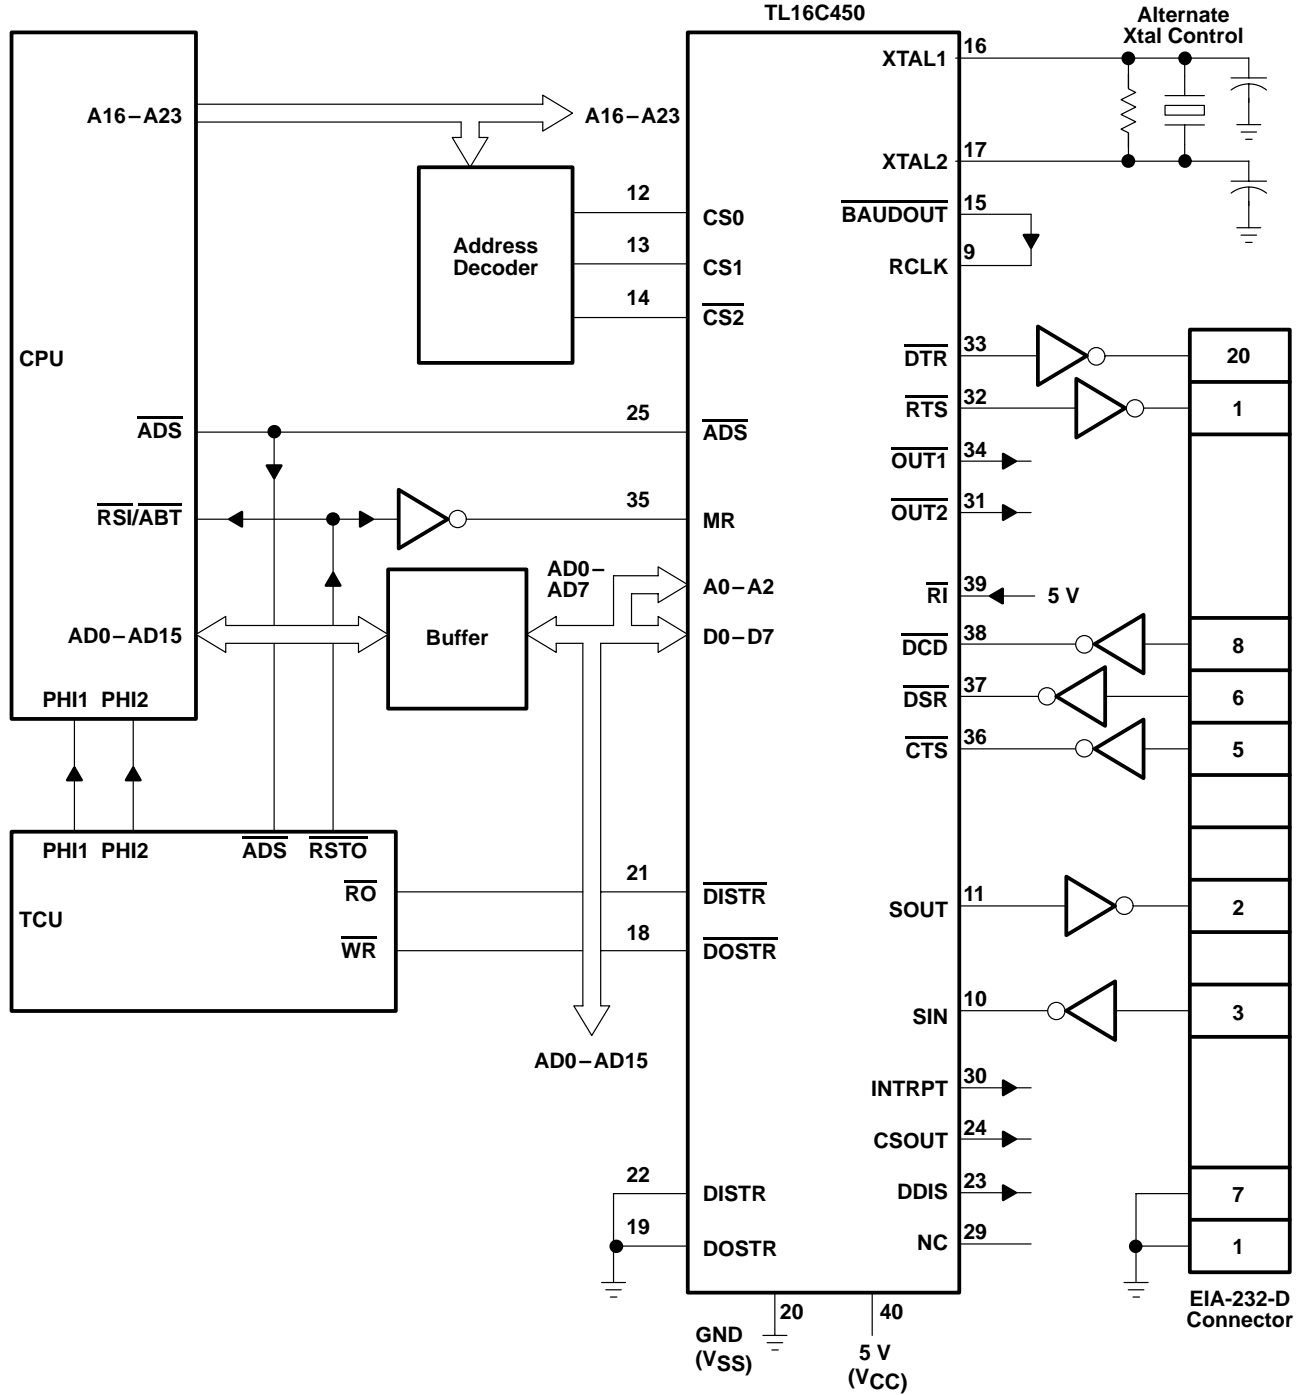 TL16C450
Alternate
Xtal Control
CPU
A16–A23
A16–A23
Address
Decoder
12
CS0
13
CS1
14
CS2
ADS
25
ADS
RSI/ABT
35
MR
AD0–AD15
Buffer
AD0–
AD7
A0–A2
D0–D7
PHI1 PHI2
PHI1 PHI2
ADS
RSTO
TCU
RO
21
DISTR
WR
18
DOSTR
AD0–AD15
22
DISTR
19
DOSTR
20
GND
(VSS)
40
5 V
(VCC)
XTAL1
16
XTAL2
17
BAUDOUT
15
RCLK
9
DTR
33
20
RTS
32
1
OUT1
34
OUT2
31
RI
39
5 V
DCD
38
8
DSR
37
6
CTS
36
5
SOUT
11
2
SIN
10
3
INTRPT
30
CSOUT
24
DDIS
23
7
NC
29
1
EIA-232-D
Connector